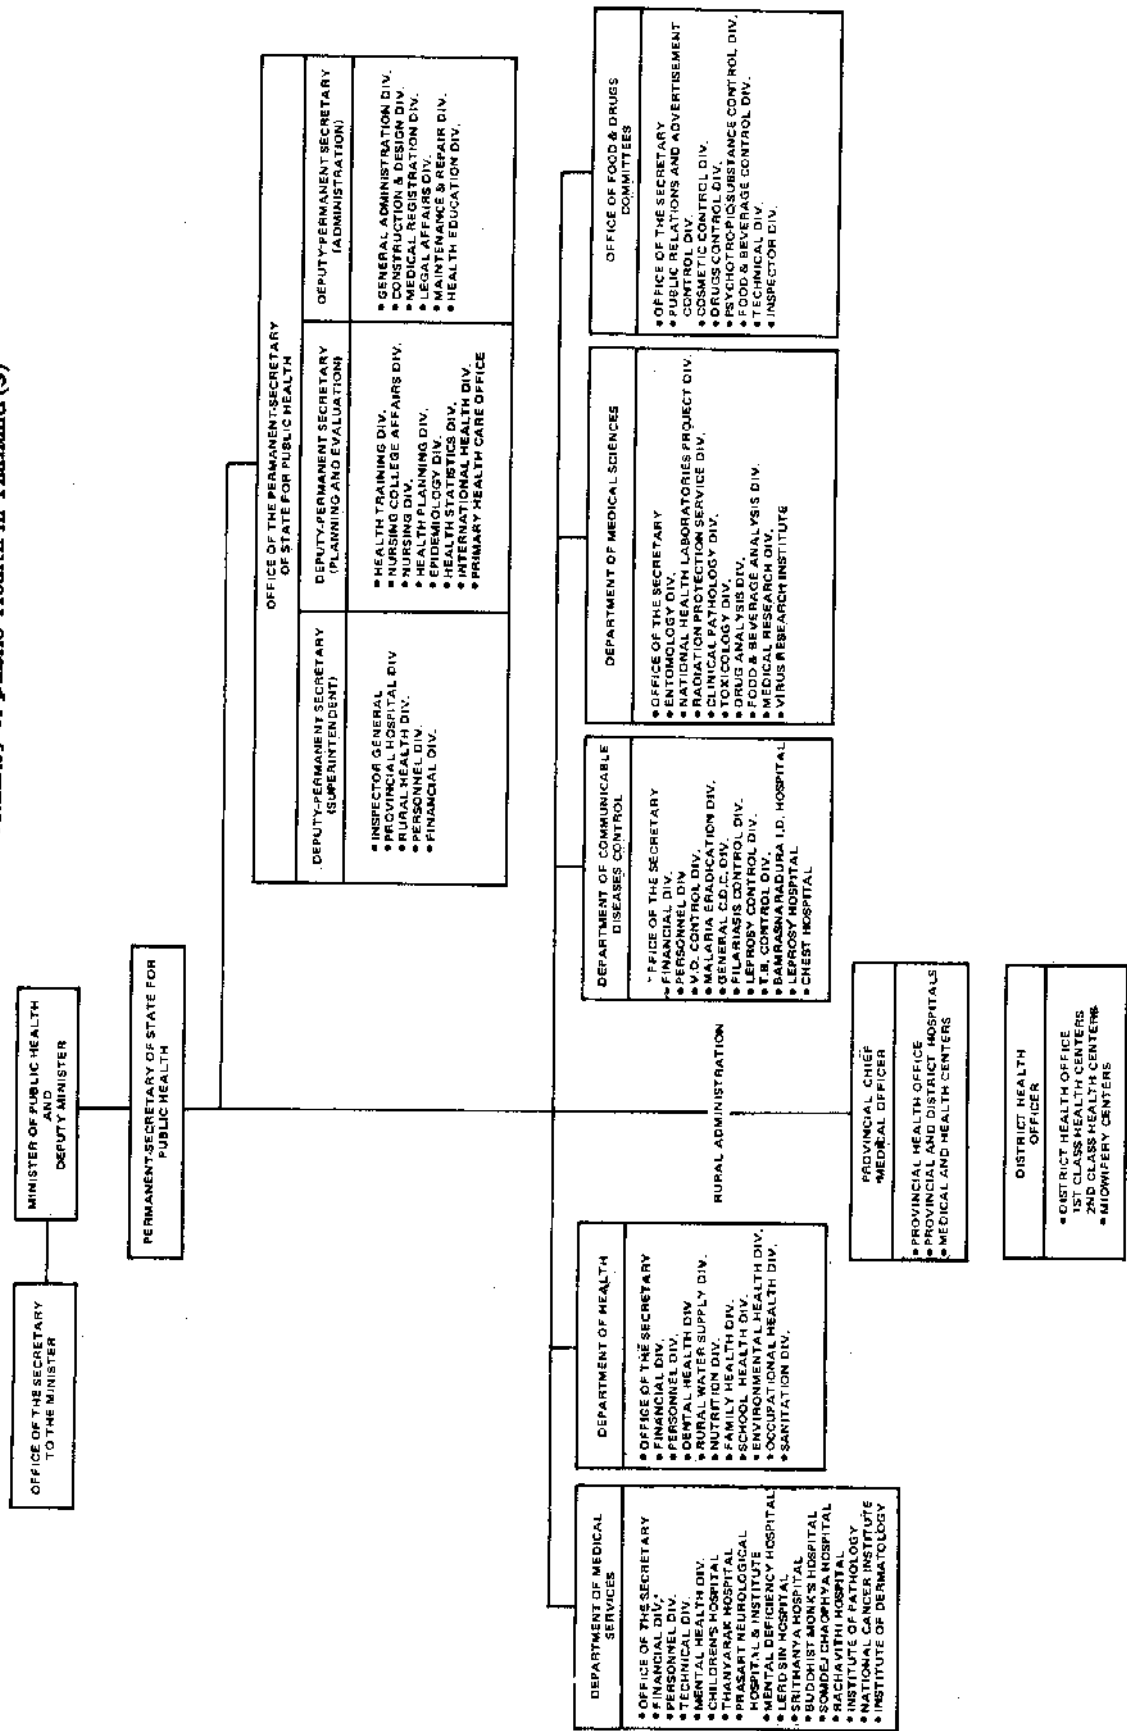 OFFICE OF THE SECRETARY
TO THE MINISTER
MINISTER OF PUBLIC HEALTH
AND
DEPUTY MINISTER
PERMANENT-SECRETARY OF STATE FOR
PUBLIC HEALTH
OFFICE OF THE PERMANENT-SECRETARY
OF STATE FOR PUBLIC HEALTH
DEPUTY-PERMANENT SECRETARY
(SUPERINTENDENT)
• INSPECTOR GENERAL
• PROVINCIAL HOSPITAL DIV
• RURAL HEALTH DIV.
• PERSONNEL DIV.
• FINANCIAL DIV.
DEPUTY-PERMANENT SECRETARY
(PLANNING AND EVALUATION)
• HEALTH TRAINING DIV.
• NURSING COLLEGE AFFAIRS DIV.
• NURSING DIV.
• HEALTH PLANNING DIV.
• EPIDEMIOLOGY DIV.
• HEALTH STATISTICS DIV.
• INTERNATIONAL HEALTH DIV.
• PRIMARY HEALTH CARE OFFICE
DEPUTY-PERMANENT SECRETARY
(ADMINISTRATION)
• GENERAL ADMINISTRATION DIV.
• CONSTRUCTION & DESIGN DIV.
• MEDICAL REGISTRATION DIV.
• LEGAL AFFAIRS DIV.
• MAINTENANCE & REPAIR DIV.
• HEALTH EDUCATION DIV.
DEPARTMENT OF MEDICAL
SERVICES
• OFFICE OF THE SECRETARY
• FINANCIAL DIV.
• PERSONNEL DIV.
• TECHNICAL DIV.
• MENTAL HEALTH DIV.
• CHILDREN'S HOSPITAL
• THANYARAK HOSPITAL
• PRASART NEUROLOGICAL
HOSPITAL & INSTITUTE
• MENTAL DEFICIENCY HOSPITAL
• LERDSIN HOSPITAL
• SRITHANYA HOSPITAL
• BUDDHIST MONK'S HOSPITAL
• SOMDEJ CHAOPHYA HOSPITAL
• RACHAVITHI HOSPITAL
• INSTITUTE OF PATHOLOGY
• NATIONAL CANCER INSTITUTE
• INSTITUTE OF DERMATOLOGY
DEPARTMENT OF HEALTH
• OFFICE OF THE SECRETARY
• FINANCIAL DIV.
• PERSONNEL DIV.
• DENTAL HEALTH DIV
• RURAL WATER SUPPLY DIV.
• NUTRITION DIV.
• FAMILY HEALTH DIV.
• SCHOOL HEALTH DIV.
• ENVIRONMENTAL HEALTH DIV.
• OCCUPATIONAL HEALTH DIV.
• SANITATION DIV.
DEPARTMENT OF COMMUNICABLE
DISEASES CONTROL
OF THE SECRETARY
• FINANCIAL DIV.
• PERSONNEL DIV
• V.D. CONTROL DIV.
• MALARIA ERADICATION DIV.
• GENERAL C.D.C. DIV.
• FILARIASIS CONTROL DIV.
• LEPROSY CONTROL DIV.
• T.B. CONTROL DIV.
• BAMRASNARADURA I.D. HOSPITAL
• LEPROSY HOSPITAL
• CHEST HOSPITAL
DEPARTMENT OF MEDICAL SCIENCES
• OFFICE OF THE SECRETARY
• ENTOMOLOGY DIV.
• NATIONAL HEALTH LABORATORIES PROJECT DIV.
• RADIATION PROTECTION SERVICE DIV.
• CLINICAL PATHOLOGY DIV.
• TOXICOLOGY DIV.
• DRUG ANALYSIS DIV.
• FOOD & BEVERAGE ANALYSIS DIV.
• MEDICAL RESEARCH DIV.
• VIRUS RESEARCH INSTITUTE
OFFICE OF FOOD & DRUGS
COMMITTEES
• OFFICE OF THE SECRETARY
• PUBLIC RELATIONS AND ADVERTISEMENT
CONTROL DIV.
• COSMETIC CONTROL DIV.
• DRUGS CONTROL DIV.
• PSYCHOTROPIQ SUBSTANCE CONTROL DIV.
• FOOD & BEVERAGE CONTROL DIV.
• TECHNICAL DIV.
• INSPECTOR DIV.
RURAL ADMINISTRATION
PROVINCIAL CHIEF
MEDICAL OFFICER
• PROVINCIAL HEALTH OFFICE
• PROVINCIAL AND DISTRICT HOSPITALS
• MEDICAL AND HEALTH CENTERS
DISTRICT HEALTH
OFFICER
• DISTRICT HEALTH OFFICE
1ST CLASS HEALTH CENTERS
2ND CLASS HEALTH CENTERS
• MIDWIFERY CENTERS